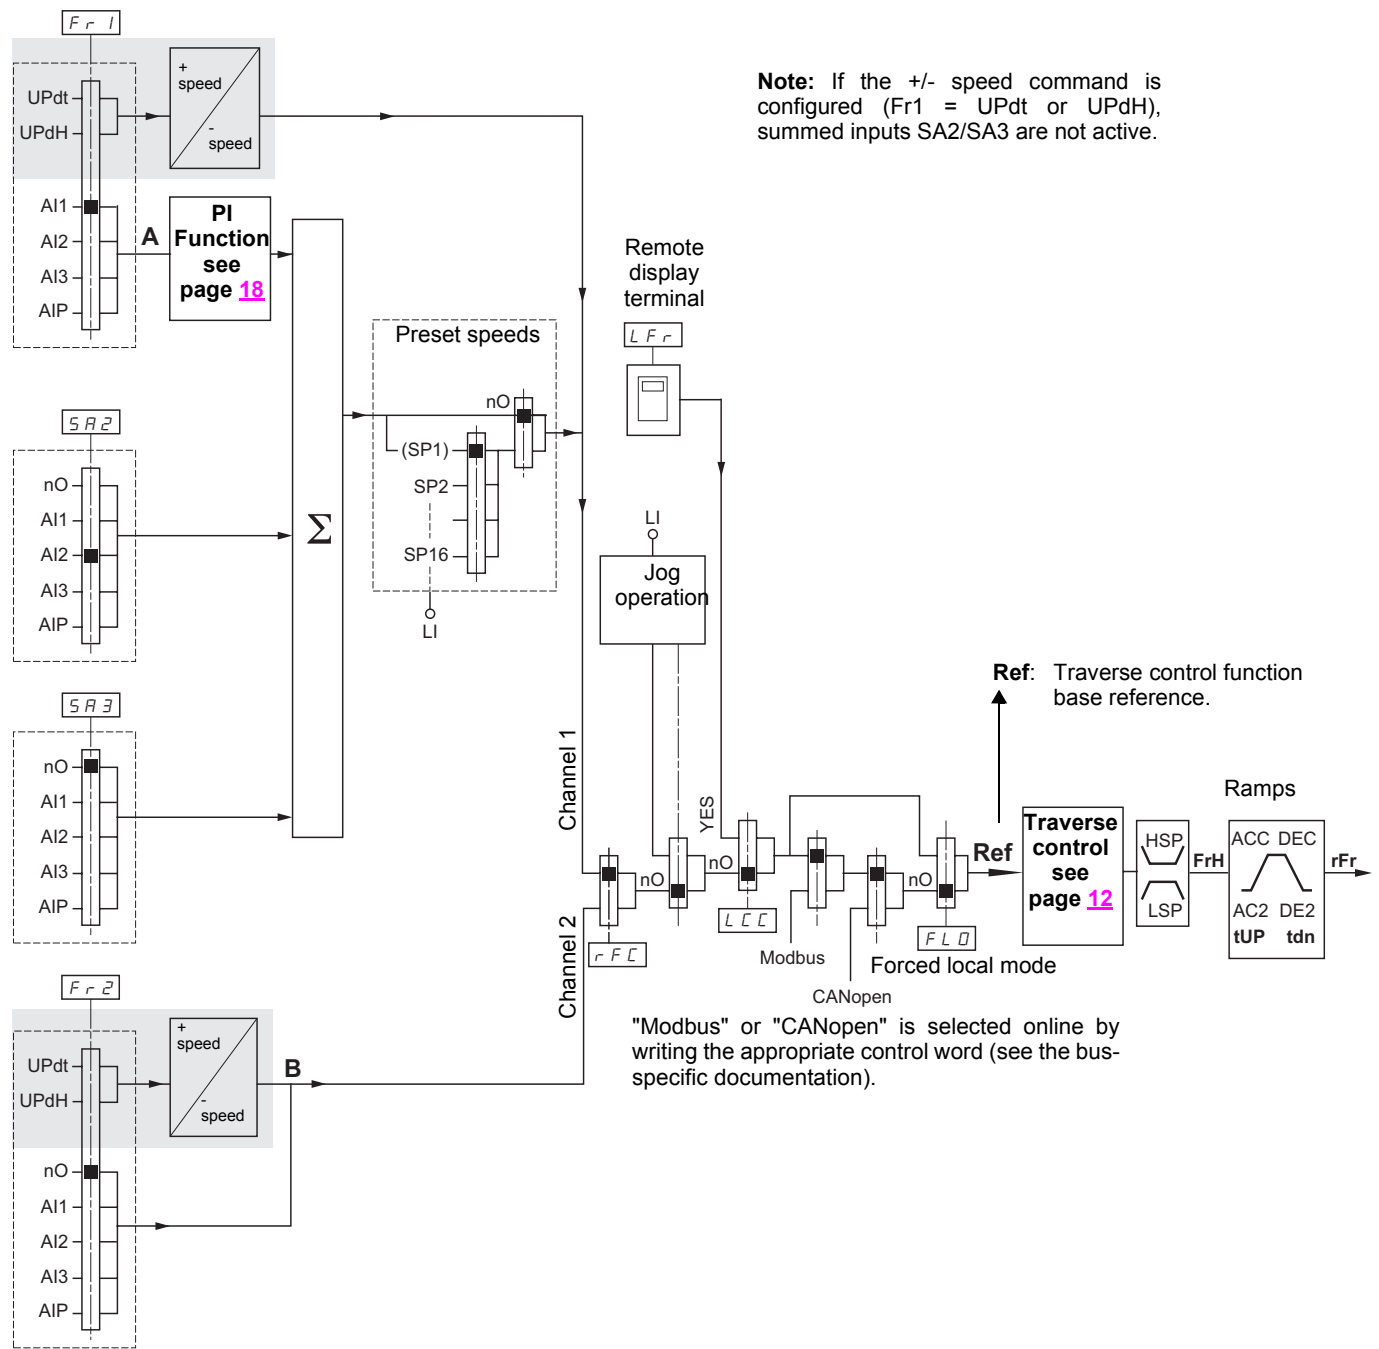 Fr1
+
speed
-
speed
UPdt
UPdH
Note: If the +/- speed command is
configured (Fr1 = UPdt or UPdH),
summed inputs SA2/SA3 are not active.
AI1
AI2
AI3
AIP
A
PI
Function
see
page 18
Remote
display
terminal
LFr
Preset speeds
nO
(SP1)
SP2
SP16
LI
SA2
nO
AI1
AI2
AI3
AIP
Σ
LI
Jog
operation
SA3
nO
AI1
AI2
AI3
AIP
Ref: Traverse control function
base reference.
Channel 1
Channel 2
rFC
nO
YES
nO
LCC
Modbus
CANopen
nO
FLO
Forced local mode
Ref
Traverse
control
see
page 12
HSP
LSP
FrH
Ramps
ACC DEC
AC2 DE2
tUP tdn
rFr
"Modbus" or "CANopen" is selected online by
writing the appropriate control word (see the bus-
specific documentation).
Fr2
+
speed
-
speed
B
UPdt
UPdH
nO
AI1
AI2
AI3
AIP